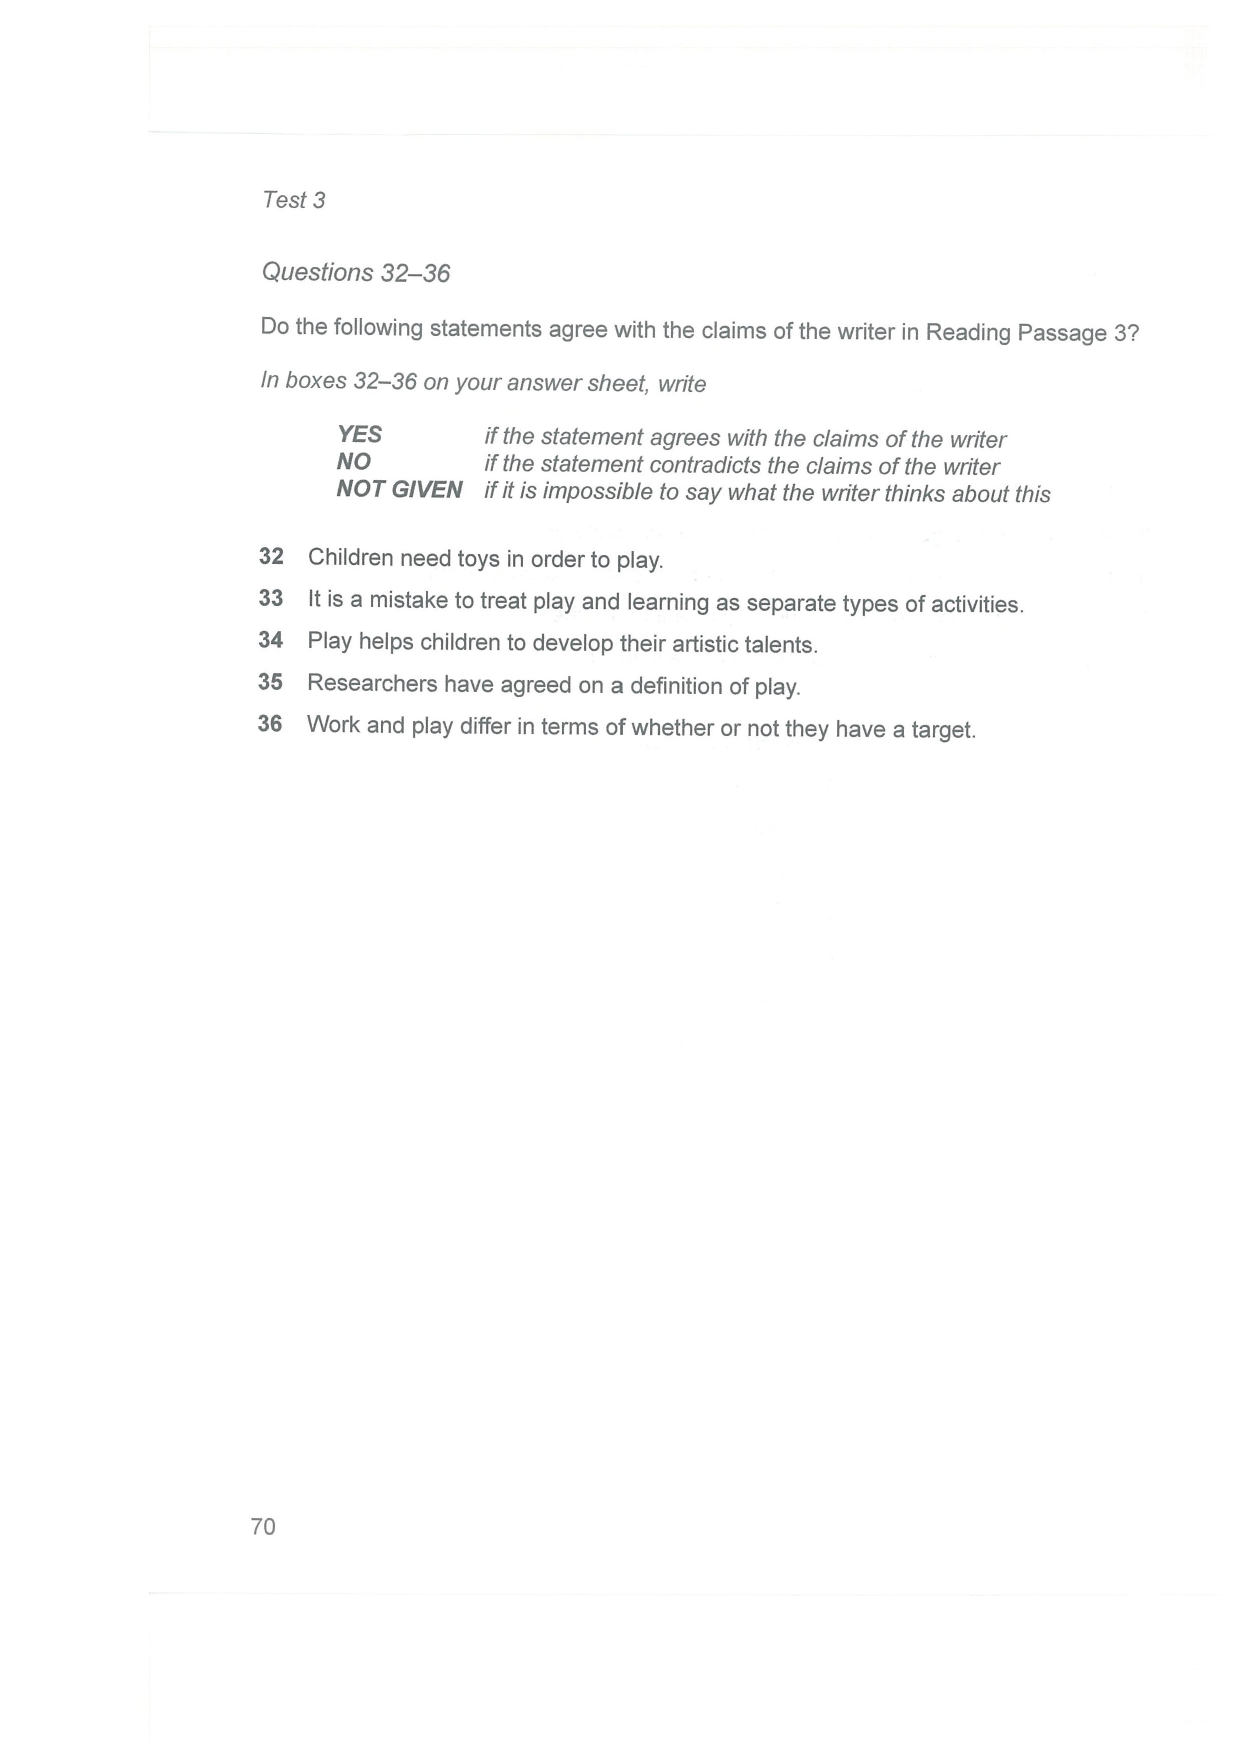 Test 3
Questions 32–36
Do the following statements agree with the claims of the writer in Reading Passage 3?
In boxes 32–36 on your answer sheet, write
YES if the statement agrees with the claims of the writer
NO if the statement contradicts the claims of the writer
NOT GIVEN if it is impossible to say what the writer thinks about this
32 Children need toys in order to play.
33 It is a mistake to treat play and learning as separate types of activities.
34 Play helps children to develop their artistic talents.
35 Researchers have agreed on a definition of play.
36 Work and play differ in terms of whether or not they have a target.
70